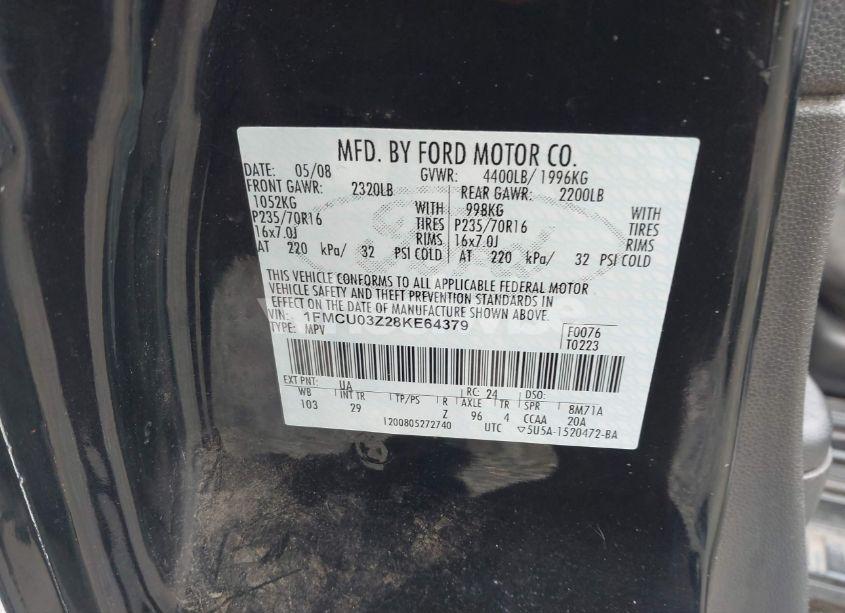 MFD. BY FORD MOTOR CO.
DATE: 05/08 GVWR: 4400LB/ 1996KG
FRONT GAWR: 2320LB REAR GAWR: 2200LB
1052KG WITH 998KG WITH
P235/70R16 TIRES P235/70R16 TIRES
16x7.0J RIMS 16x7.0J RIMS
AT 220 kPa/ 32 PSI COLD AT 220 kPa/ 32 PSI COLD
THIS VEHICLE CONFORMS TO ALL APPLICABLE FEDERAL MOTOR
VEHICLE SAFETY AND THEFT PREVENTION STANDARDS IN
EFFECT ON THE DATE OF MANUFACTURE SHOWN ABOVE.
VIN: 1FMCU03Z28KE64379 F0076
TYPE: MPV T0223
EXT PNT: UA RC: 24 DSO:
WB INT TR TP/PS R AXLE TR SPR 8M71A
103 29 Z 96 4 CCAA 20A
1200805272740 UTC ▽5U5A-1520472-BA